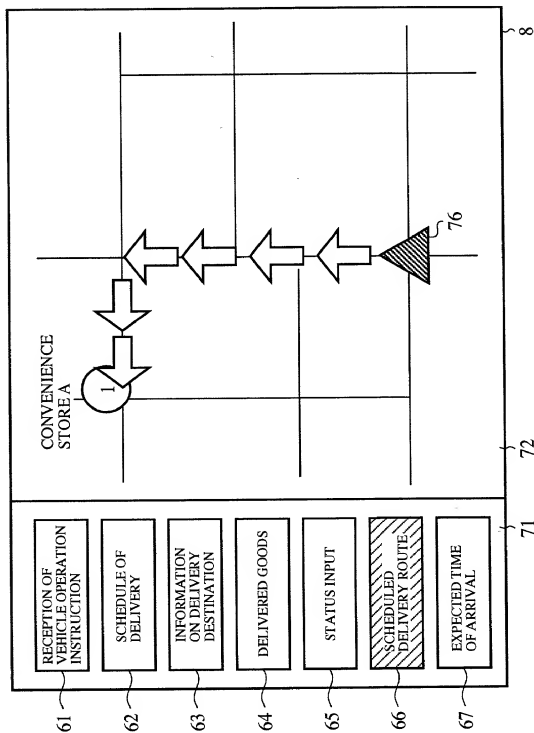 61
RECEPTION OF
VEHICLE OPERATION
INSTRUCTION
62
SCHEDULE OF
DELIVERY
63
INFORMATION
ON DELIVERY
DESTINATION
64
DELIVERED GOODS
65
STATUS INPUT
66
SCHEDULED
DELIVERY ROUTE
67
EXPECTED TIME
OF ARRIVAL
71
CONVENIENCE
STORE A
1
76
72
8